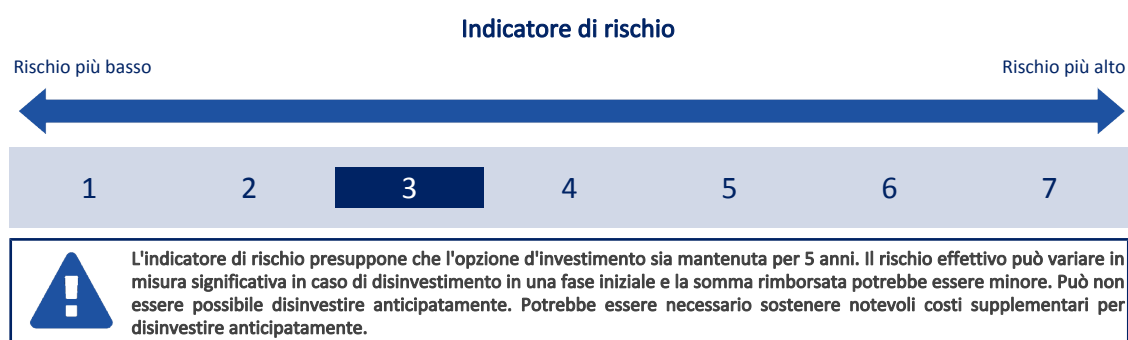 Indicatore di rischio
Rischio più basso
Rischio più alto
1 2 3 4 5 6 7
L'indicatore di rischio presuppone che l'opzione d'investimento sia mantenuta per 5 anni. Il rischio effettivo può variare in
misura significativa in caso di disinvestimento in una fase iniziale e la somma rimborsata potrebbe essere minore. Può non
essere possibile disinvestire anticipatamente. Potrebbe essere necessario sostenere notevoli costi supplementari per
disinvestire anticipatamente.